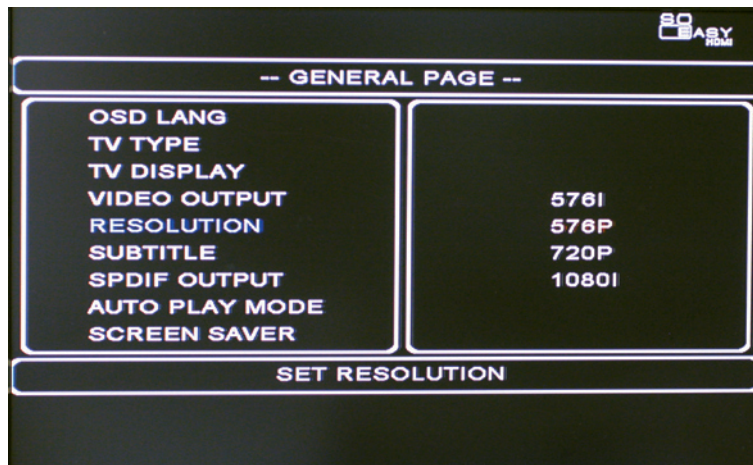 SO
EASY
HDMI
-- GENERAL PAGE --
OSD LANG
TV TYPE
TV DISPLAY
VIDEO OUTPUT
RESOLUTION
SUBTITLE
SPDIF OUTPUT
AUTO PLAY MODE
SCREEN SAVER
576I
576P
720P
1080I
SET RESOLUTION